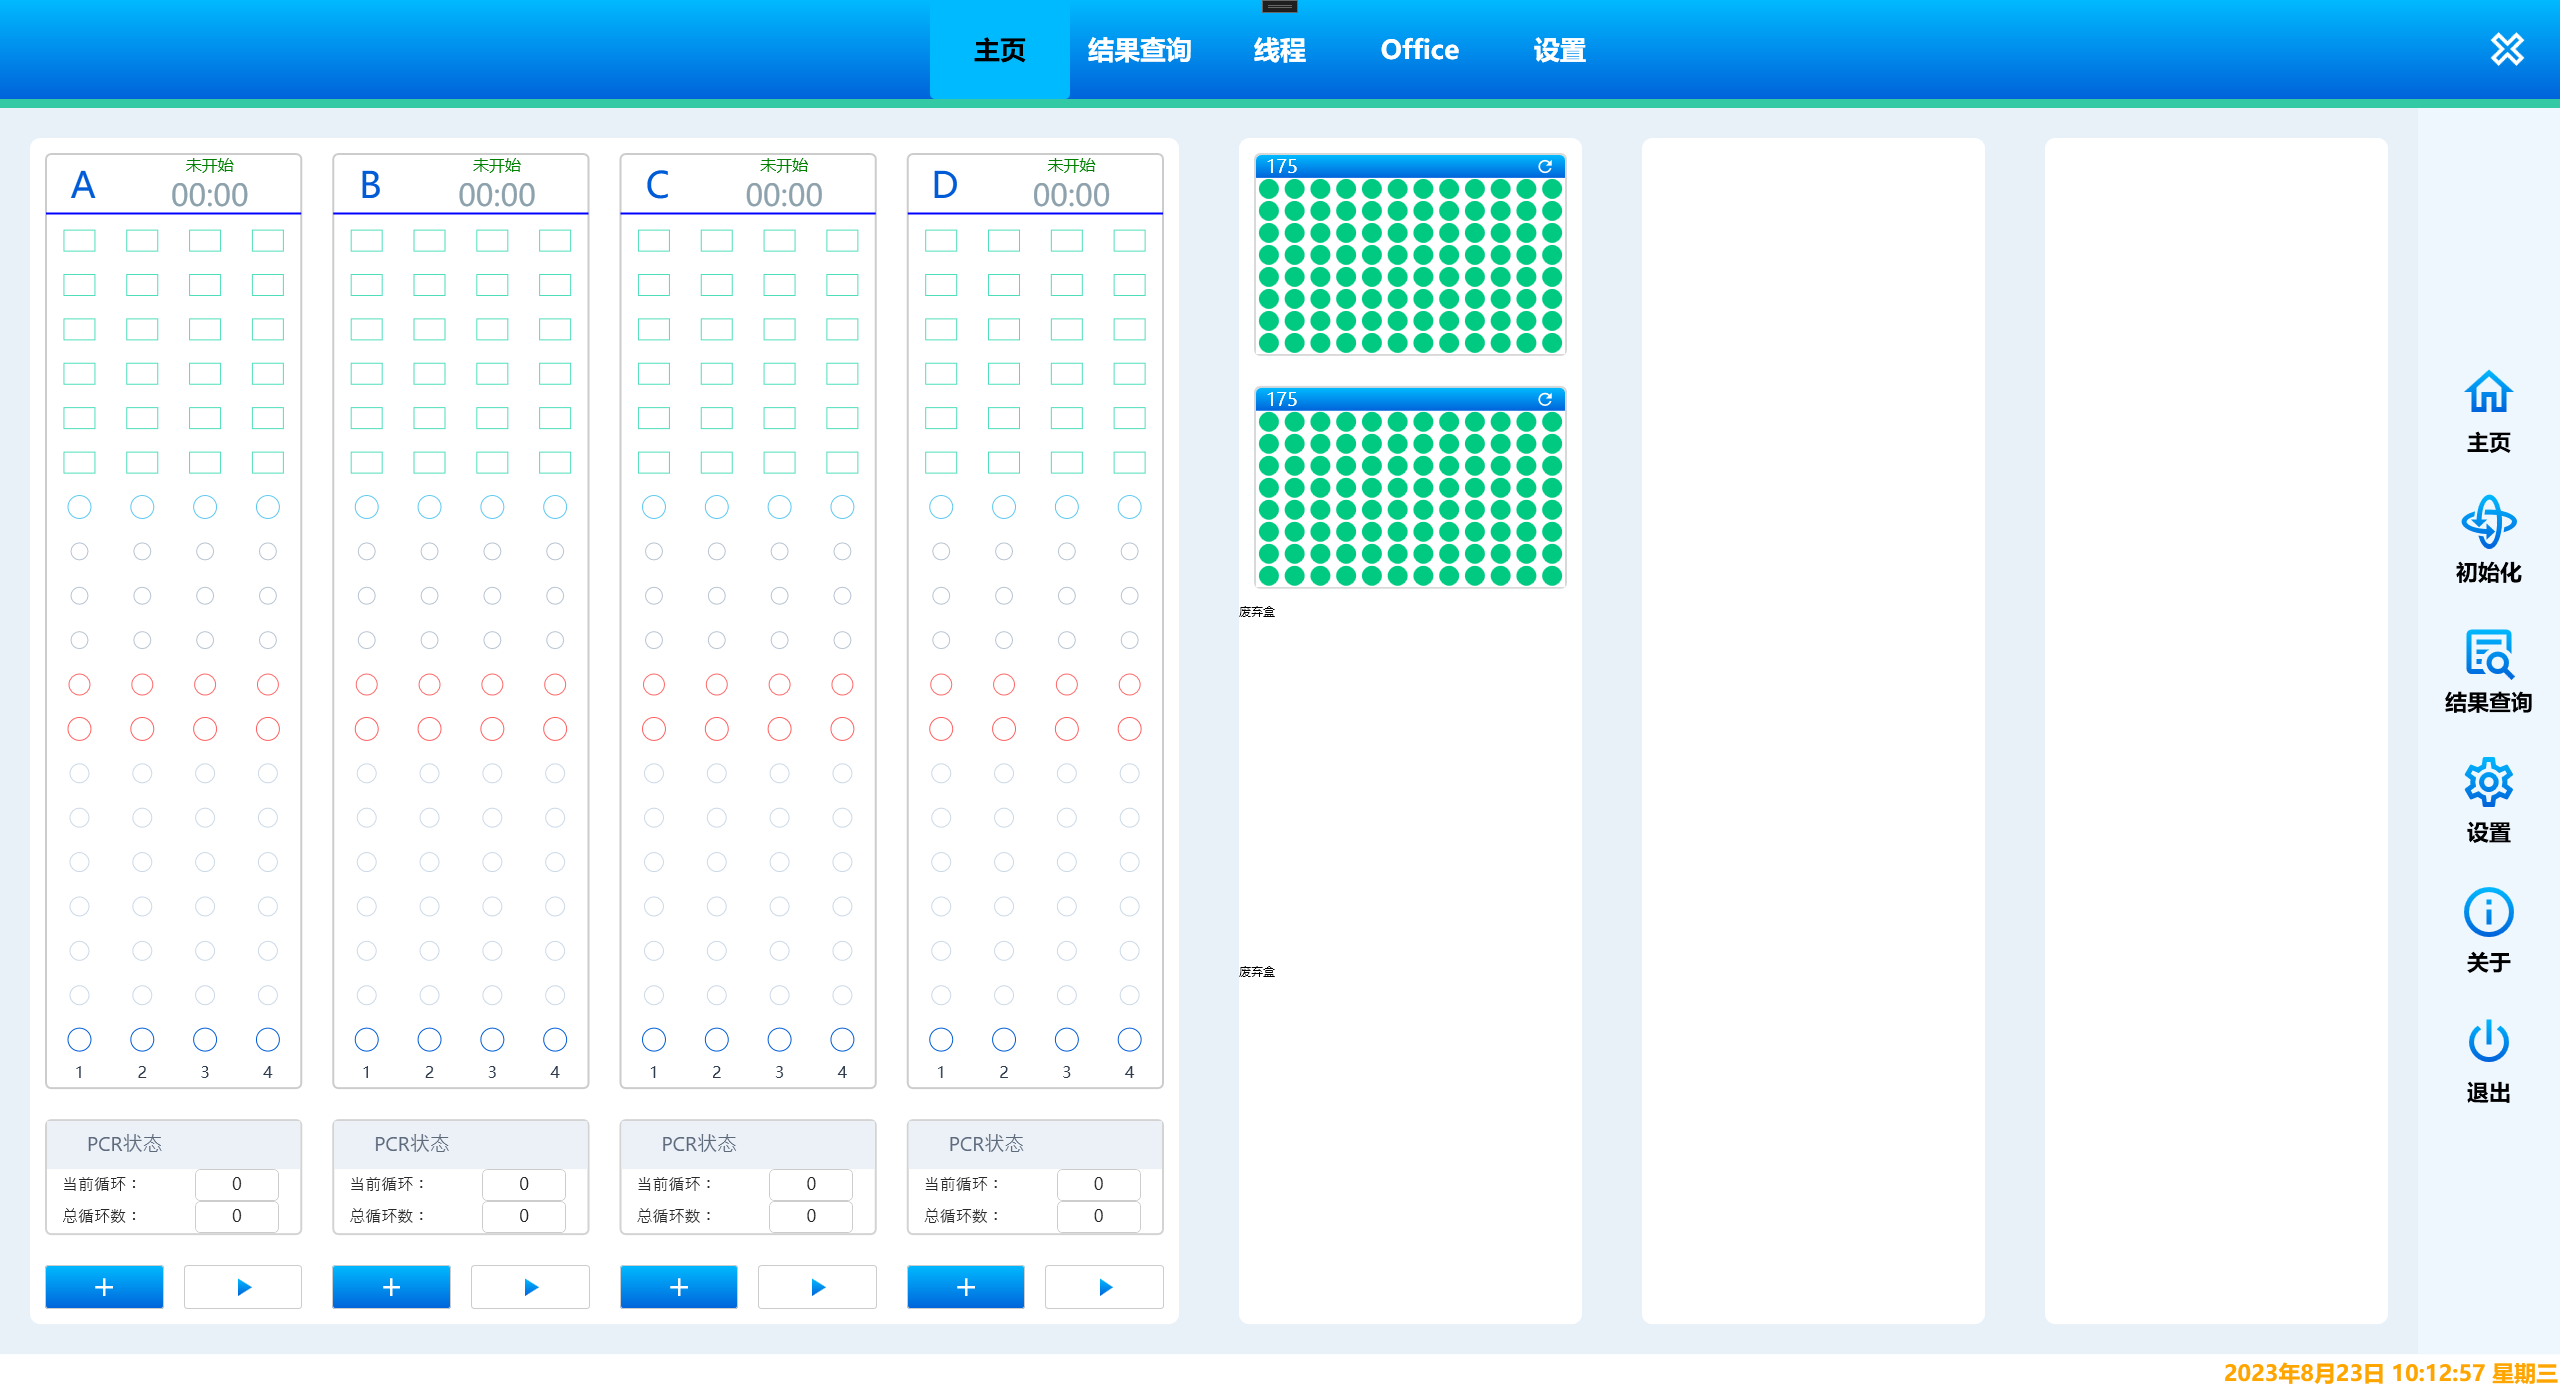 主页 结果查询 线程 Office 设置
A 未开始 00:00
B 未开始 00:00
C 未开始 00:00
D 未开始 00:00
1 2 3 4
1 2 3 4
1 2 3 4
1 2 3 4
PCR状态
当前循环： 0
总循环数： 0
PCR状态
当前循环： 0
总循环数： 0
PCR状态
当前循环： 0
总循环数： 0
PCR状态
当前循环： 0
总循环数： 0
175
175
废弃盒
废弃盒
主页
初始化
结果查询
设置
关于
退出
2023年8月23日 10:12:57 星期三